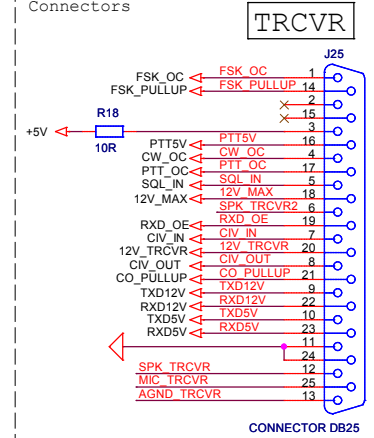 Connectors
TRCVR
J25
FSK_OC FSK_OC 1
FSK_PULLUP FSK_PULLUP 14
2
15
R18
+5V 3
10R
PTT5V PTT5V 16
CW_OC CW_OC 4
PTT_OC PTT_OC 17
SQL_IN SQL_IN 5
12V_MAX 12V_MAX 18
SPK_TRCVR2 6
RXD_OE RXD_OE 19
CIV_IN CIV_IN 7
12V_TRCVR 12V_TRCVR 20
CIV_OUT CIV_OUT 8
CO_PULLUP CO_PULLUP 21
TXD12V TXD12V 9
RXD12V RXD12V 22
TXD5V TXD5V 10
RXD5V RXD5V 23
11
24
SPK_TRCVR 12
MIC_TRCVR 25
AGND_TRCVR 13
CONNECTOR DB25